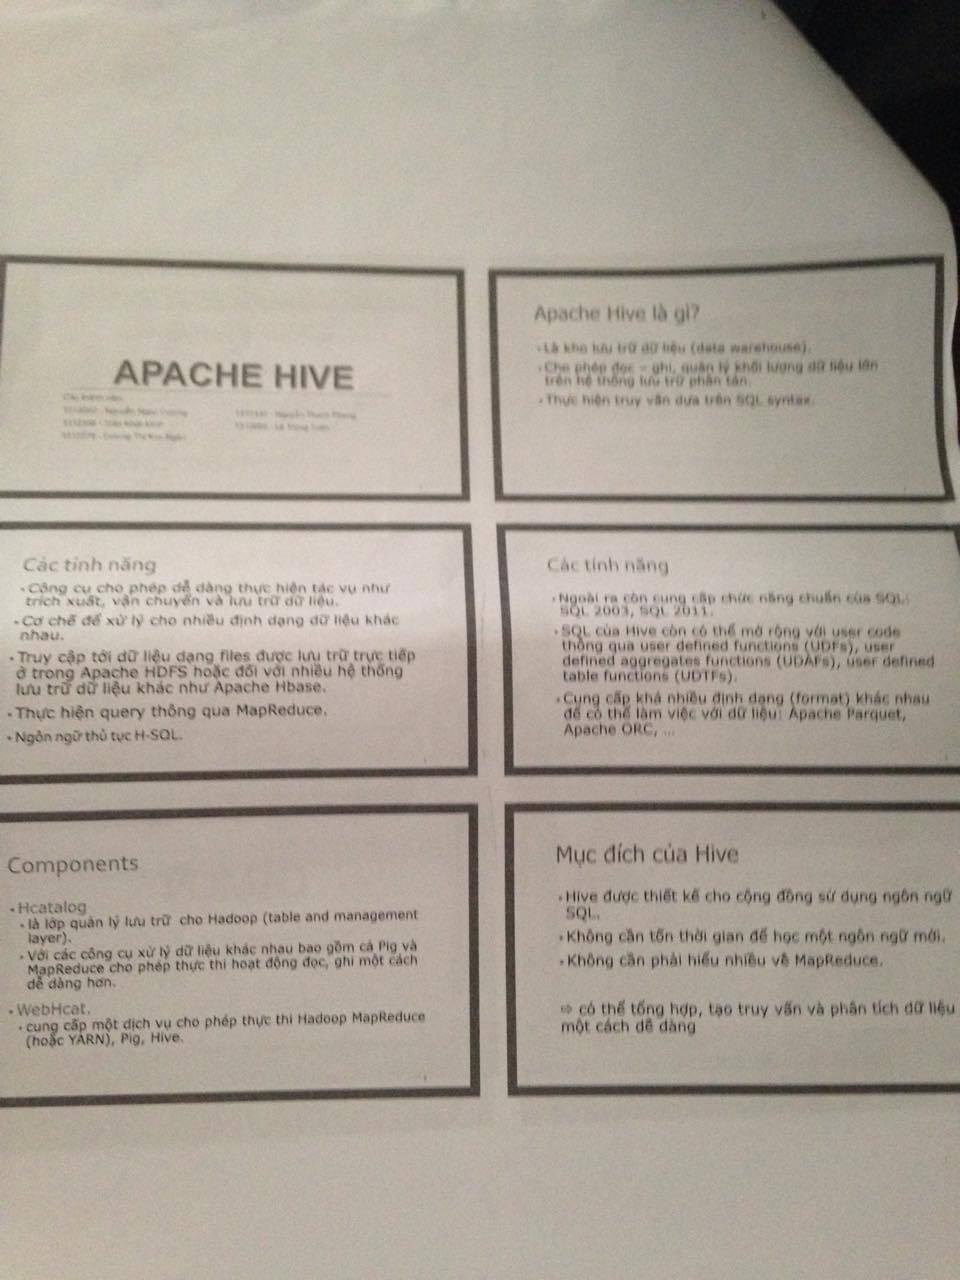 APACHE HIVE
Các thành viên
Apache Hive là gì?
• Là kho lưu trữ dữ liệu (data warehouse).
• Cho phép đọc – ghi, quản lý khối lượng dữ liệu lớn
trên hệ thống lưu trữ phân tán.
• Thực hiện truy vấn dựa trên SQL syntax.
Các tính năng
• Công cụ cho phép dễ dàng thực hiện tác vụ như
trích xuất, vận chuyển và lưu trữ dữ liệu.
• Cơ chế để xử lý cho nhiều định dạng dữ liệu khác
nhau.
• Truy cập tới dữ liệu dạng files được lưu trữ trực tiếp
ở trong Apache HDFS hoặc đối với nhiều hệ thống
lưu trữ dữ liệu khác như Apache Hbase.
• Thực hiện query thông qua MapReduce.
• Ngôn ngữ thủ tục H-SQL.
Các tính năng
• Ngoài ra còn cung cấp chức năng chuẩn của SQL:
SQL 2003, SQL 2011.
• SQL của Hive còn có thể mở rộng với user code
thông qua user defined functions (UDFs), user
defined aggregates functions (UDAFs), user defined
table functions (UDTFs).
• Cung cấp khá nhiều định dạng (format) khác nhau
để có thể làm việc với dữ liệu: Apache Parquet,
Apache ORC, ...
Components
• Hcatalog
• là lớp quản lý lưu trữ cho Hadoop (table and management
layer).
• Với các công cụ xử lý dữ liệu khác nhau bao gồm cả Pig và
MapReduce cho phép thực thi hoạt động đọc, ghi một cách
dễ dàng hơn.
• WebHcat.
• cung cấp một dịch vụ cho phép thực thi Hadoop MapReduce
(hoặc YARN), Pig, Hive.
Mục đích của Hive
• Hive được thiết kế cho cộng đồng sử dụng ngôn ngữ
SQL.
• Không cần tốn thời gian để học một ngôn ngữ mới.
• Không cần phải hiểu nhiều về MapReduce.
⇨ có thể tổng hợp, tạo truy vấn và phân tích dữ liệu
một cách dễ dàng